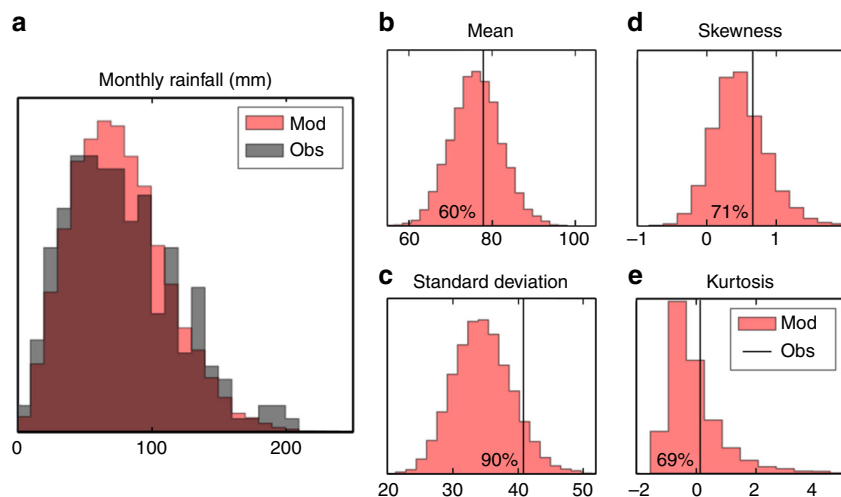 a
Monthly rainfall (mm)
Mod
Obs
0 100 200
b
Mean
60%
60 80 100
c
Standard deviation
90%
20 30 40 50
d
Skewness
71%
–1 0 1
e
Kurtosis
Mod
Obs
69%
–2 0 2 4